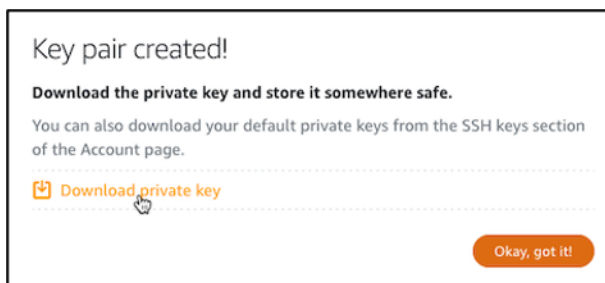 Key pair created!
Download the private key and store it somewhere safe.
You can also download your default private keys from the SSH keys section
of the Account page.
Download private key
Okay, got it!